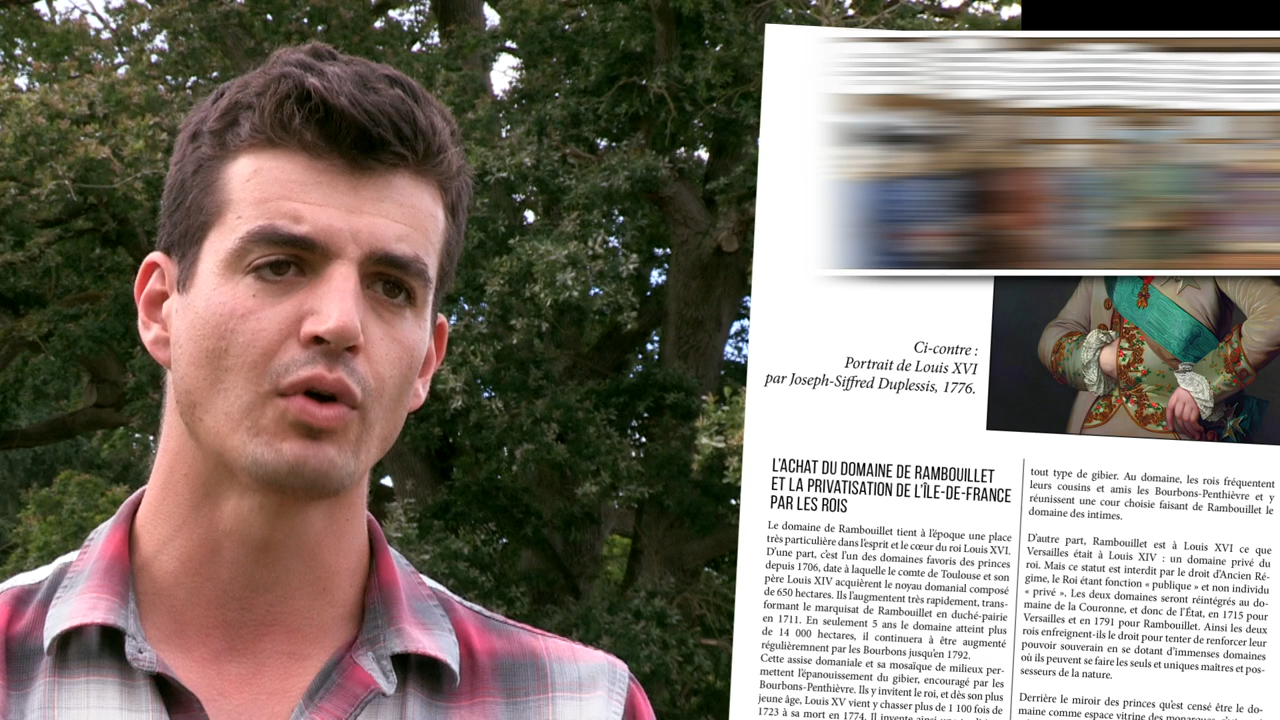 Ci-contre :
Portrait de Louis XVI
par Joseph-Siffred Duplessis, 1776.
L'ACHAT DU DOMAINE DE RAMBOUILLET
ET LA PRIVATISATION DE L'ÎLE-DE-FRANCE
PAR LES ROIS
Le domaine de Rambouillet tient à l'époque une place
très particulière dans l'esprit et le cœur du roi Louis XVI.
D'une part, c'est l'un des domaines favoris des princes
depuis 1706, date à laquelle le comte de Toulouse et son
père Louis XIV acquièrent le noyau domanial composé
de 650 hectares. Ils l'augmentent très rapidement, trans-
formant le marquisat de Rambouillet en duché-pairie
en 1711. En seulement 5 ans le domaine atteint plus
de 14 000 hectares, il continuera à être augmenté
régulièremnent par les Bourbons jusqu'en 1792.
Cette assise domaniale et sa mosaïque de milieux per-
mettent l'épanouissement du gibier, encouragé par les
Bourbons-Penthièvre. Ils y invitent le roi, et dès son plus
jeune âge, Louis XV vient y chasser plus de 1 100 fois de
1723 à sa mort en 1774. Il invente ainsi
tout type de gibier. Au domaine, les rois fréquentent
leurs cousins et amis les Bourbons-Penthièvre et y
réunissent une cour choisie faisant de Rambouillet le
domaine des intimes.
D'autre part, Rambouillet est à Louis XVI ce que
Versailles était à Louis XIV : un domaine privé du
roi. Mais ce statut est interdit par le droit d'Ancien Ré-
gime, le Roi étant fonction « publique » et non individu
« privé ». Les deux domaines seront réintégrés au do-
maine de la Couronne, et donc de l'État, en 1715 pour
Versailles et en 1791 pour Rambouillet. Ainsi les deux
rois enfreignent-ils le droit pour tenter de renforcer leur
pouvoir souverain en se dotant d'immenses domaines
où ils peuvent se faire les seuls et uniques maîtres et pos-
sesseurs de la nature.
Derrière le miroir des princes qu'est censé être le do-
maine comme espace vitrine des monarques